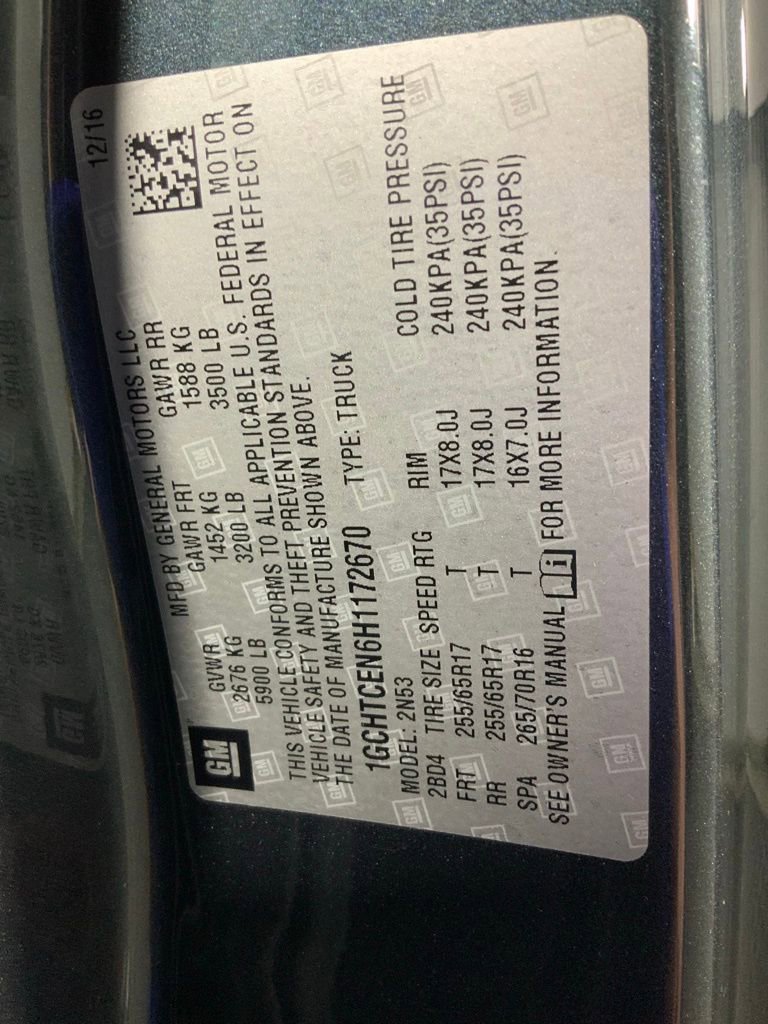 GM
MFD BY GENERAL MOTORS LLC 12/16
GVWR GAWR FRT GAWR RR
2676 KG 1452 KG 1588 KG
5900 LB 3200 LB 3500 LB
THIS VEHICLE CONFORMS TO ALL APPLICABLE U.S. FEDERAL MOTOR
VEHICLE SAFETY AND THEFT PREVENTION STANDARDS IN EFFECT ON
THE DATE OF MANUFACTURE SHOWN ABOVE.
1GCHTCEN6H1172670 TYPE: TRUCK
MODEL: 2N53
2BD4 TIRE SIZE SPEED RTG RIM COLD TIRE PRESSURE
FRT 255/65R17 T 17X8.0J 240KPA(35PSI)
RR 255/65R17 T 17X8.0J 240KPA(35PSI)
SPA 265/70R16 T 16X7.0J 240KPA(35PSI)
SEE OWNER'S MANUAL i FOR MORE INFORMATION.